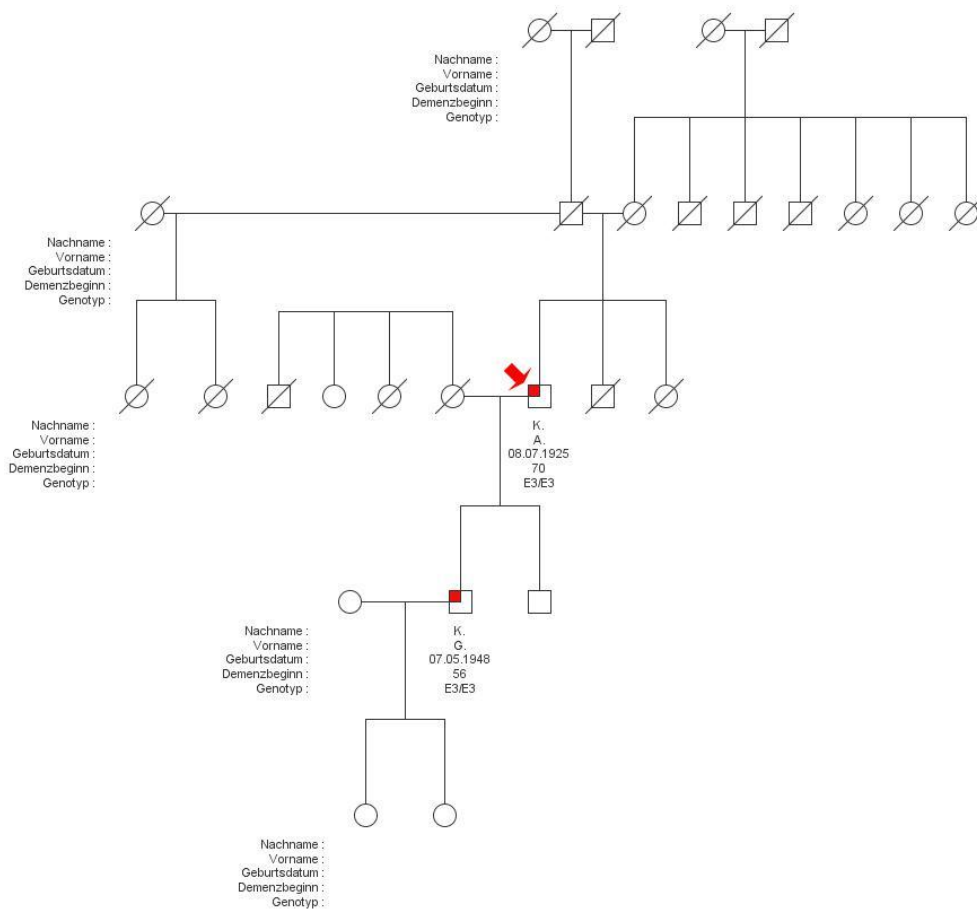 Nachname :
Vorname :
Geburtsdatum :
Demenzbeginn :
Genotyp :
Nachname :
Vorname :
Geburtsdatum :
Demenzbeginn :
Genotyp :
Nachname : K.
Vorname : A.
Geburtsdatum : 08.07.1925
Demenzbeginn : 70
Genotyp : E3/E3
Nachname : K.
Vorname : G.
Geburtsdatum : 07.05.1948
Demenzbeginn : 56
Genotyp : E3/E3
Nachname :
Vorname :
Geburtsdatum :
Demenzbeginn :
Genotyp :